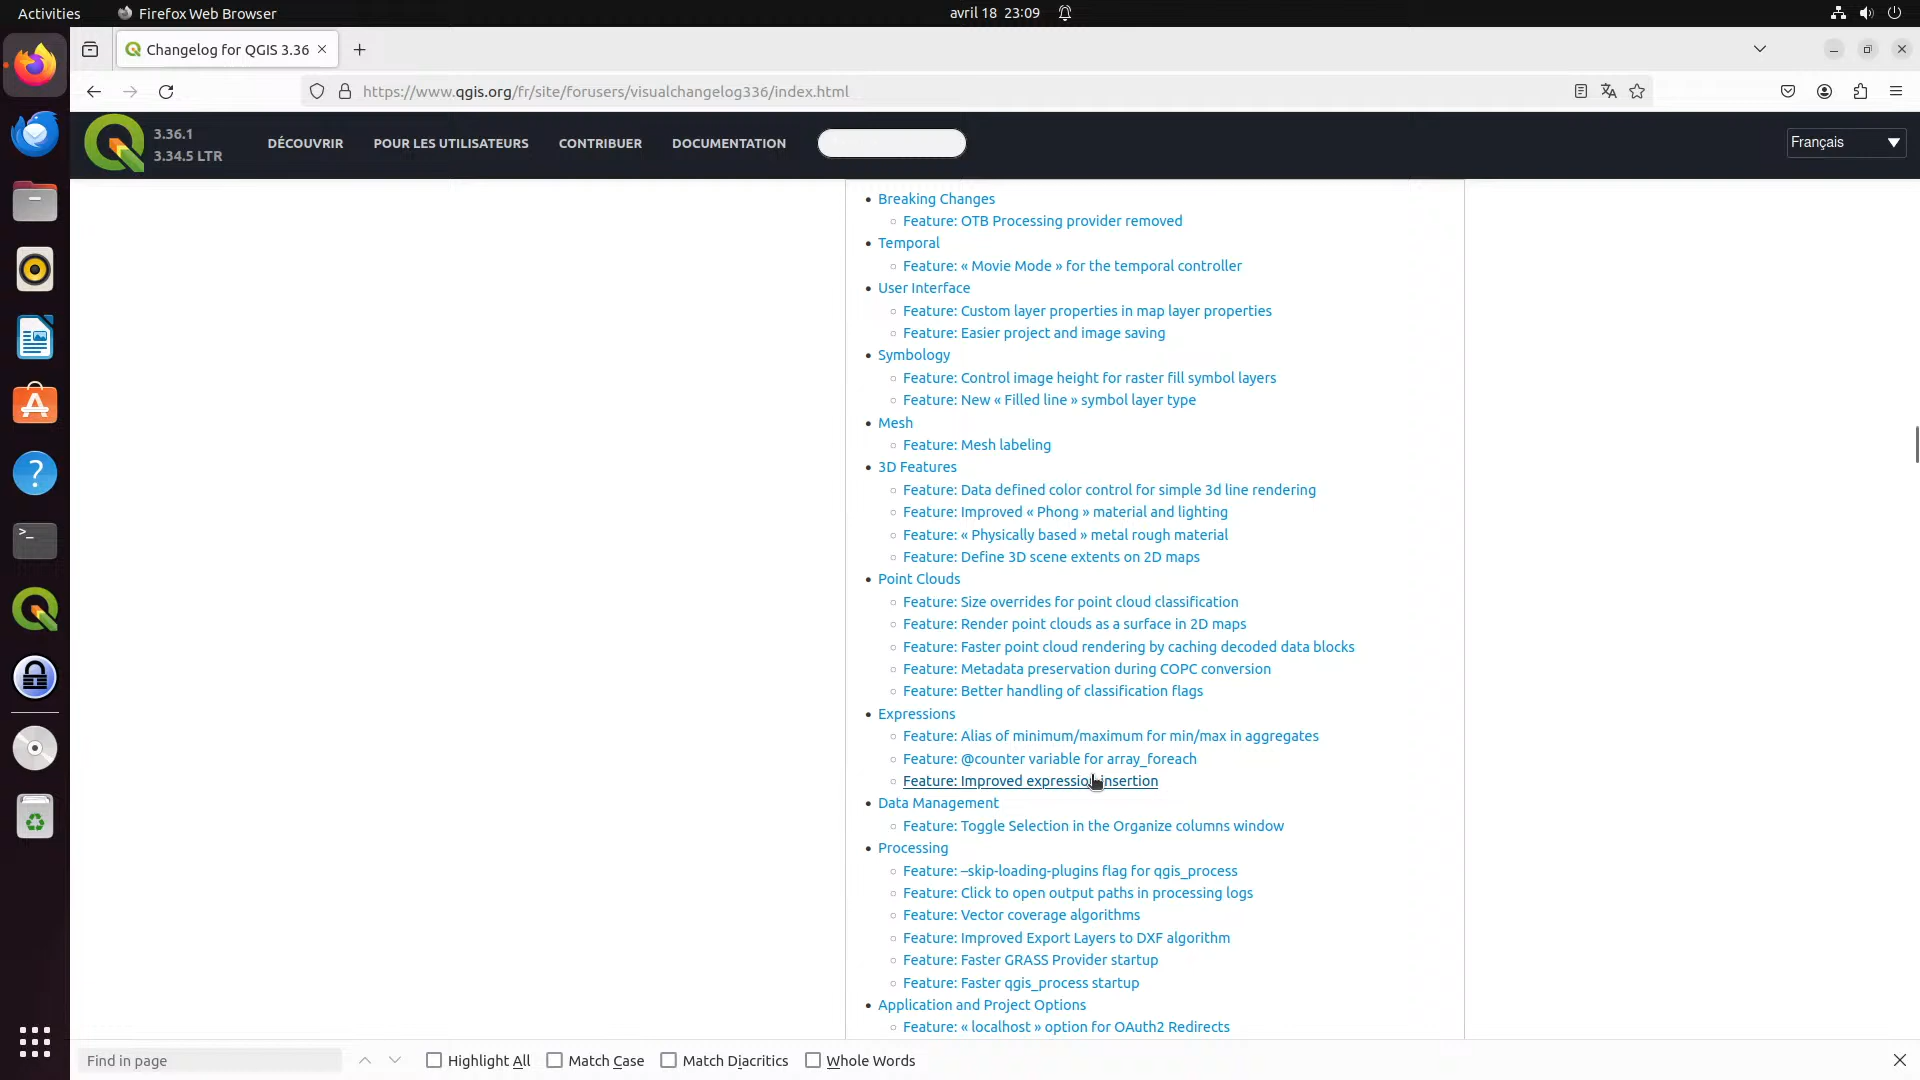 Activities
Firefox Web Browser
avril 18 23:09
Changelog for QGIS 3.36
https://www.qgis.org/fr/site/forusers/visualchangelog336/index.html
3.36.1
3.34.5 LTR
DÉCOUVRIR
POUR LES UTILISATEURS
CONTRIBUER
DOCUMENTATION
Français
Breaking Changes
Feature: OTB Processing provider removed
Temporal
Feature: « Movie Mode » for the temporal controller
User Interface
Feature: Custom layer properties in map layer properties
Feature: Easier project and image saving
Symbology
Feature: Control image height for raster fill symbol layers
Feature: New « Filled line » symbol layer type
Mesh
Feature: Mesh labeling
3D Features
Feature: Data defined color control for simple 3d line rendering
Feature: Improved « Phong » material and lighting
Feature: « Physically based » metal rough material
Feature: Define 3D scene extents on 2D maps
Point Clouds
Feature: Size overrides for point cloud classification
Feature: Render point clouds as a surface in 2D maps
Feature: Faster point cloud rendering by caching decoded data blocks
Feature: Metadata preservation during COPC conversion
Feature: Better handling of classification flags
Expressions
Feature: Alias of minimum/maximum for min/max in aggregates
Feature: @counter variable for array_foreach
Feature: Improved expression insertion
Data Management
Feature: Toggle Selection in the Organize columns window
Processing
Feature: –skip-loading-plugins flag for qgis_process
Feature: Click to open output paths in processing logs
Feature: Vector coverage algorithms
Feature: Improved Export Layers to DXF algorithm
Feature: Faster GRASS Provider startup
Feature: Faster qgis_process startup
Application and Project Options
Feature: « localhost » option for OAuth2 Redirects
Find in page
Highlight All
Match Case
Match Diacritics
Whole Words